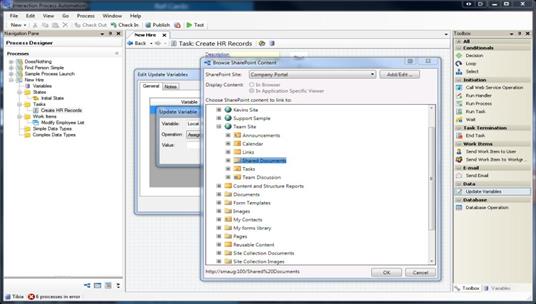 Interaction Process Automation
File Edit View Process Window Help
New Check Out Check In Publish Test
Navigation Pane
Process Designer
Processes
DoesNothing
Find Person Simple
Sample Process Launch
New Hire
Variables
States
Initial State
Tasks
Create HR Records
Work Items
Modify Employee List
Simple Data Types
Complex Data Types
New Hire
Back Task: Create HR Records
Edit Update Variables
General Notes
Variable
Update Variable
Variable: Local
Operation: Assig
Value:
Browse SharePoint Content
SharePoint Site: Company Portal Add/Edit...
Display Content: In Browser
In Application Specific Viewer
Choose SharePoint content to link to:
Kevins Site
Support Sample
Team Site
Announcements
Calendar
Links
Shared Documents
Tasks
Team Discussion
Content and Structure Reports
Documents
Form Templates
Images
My Contacts
My forms library
Pages
Reusable Content
Site Collection Documents
Site Collection Images
http://smaug:100/Shared%20Documents
OK Cancel
Toolbox
All
Conditionals
Decision
Loop
Select
Initiation
Call Web Service Operation
Run Handler
Run Process
Run Task
Wait
Task Termination
End Task
Work Items
Send Work Item to User
Send Work Item to Workgr...
E-mail
Send Email
Data
Update Variables
Database
Database Operation
Toolbox Variables
Tibia 6 processes in error